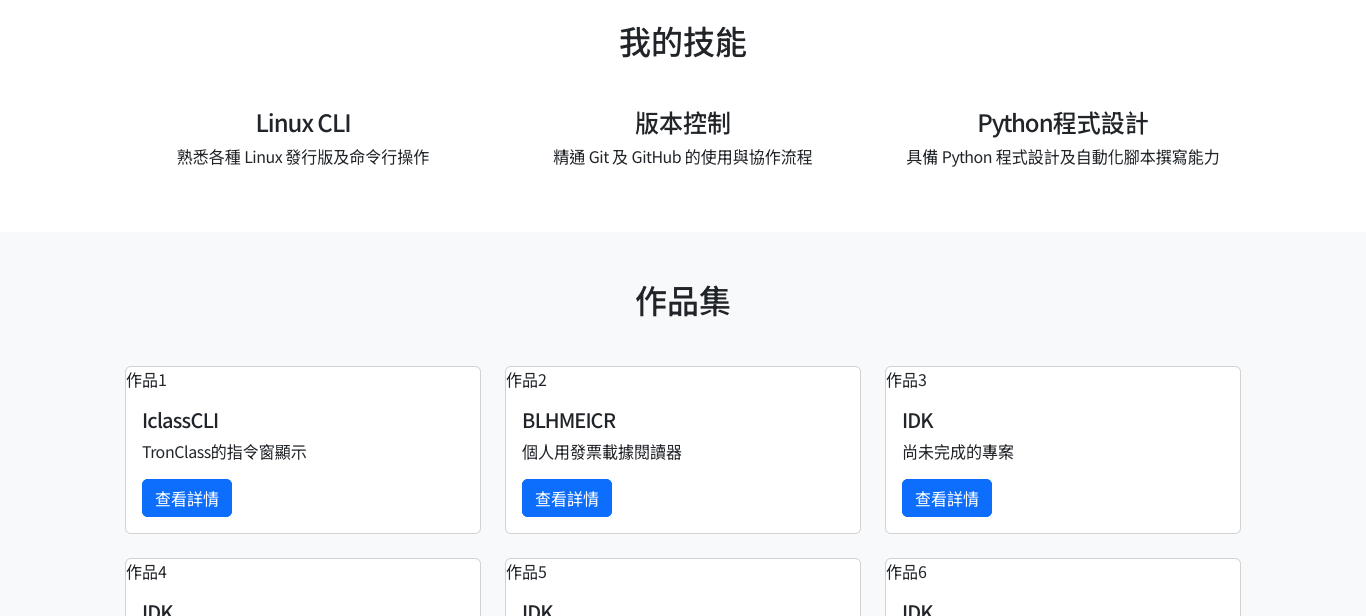 我的技能
Linux CLI
熟悉各種 Linux 發行版及命令行操作
版本控制
精通 Git 及 GitHub 的使用與協作流程
Python程式設計
具備 Python 程式設計及自動化腳本撰寫能力
作品集
作品1
IclassCLI
TronClass的指令窗顯示
查看詳情
作品2
BLHMEICR
個人用發票載據閱讀器
查看詳情
作品3
IDK
尚未完成的專案
查看詳情
作品4
IDK
作品5
IDK
作品6
IDK